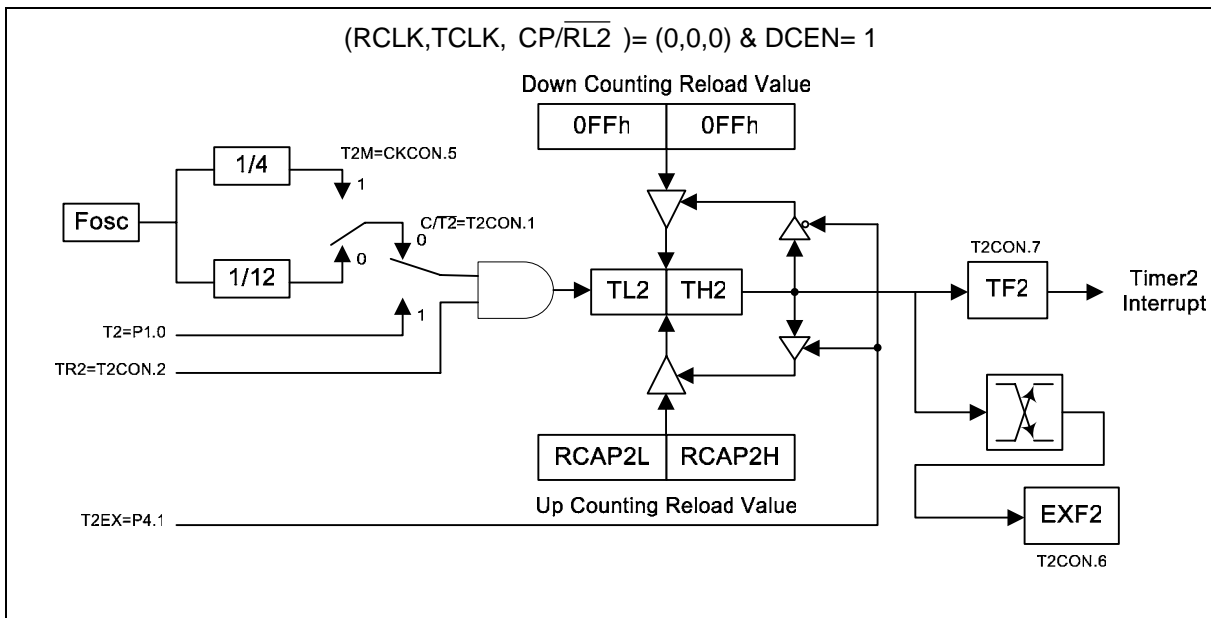 (RCLK,TCLK, CP/RL2 )= (0,0,0) & DCEN= 1
Down Counting Reload Value
0FFh 0FFh
T2M=CKCON.5
1/4
1
Fosc
C/T2=T2CON.1
0
0
1/12
1
T2=P1.0
TR2=T2CON.2
TL2 TH2
T2CON.7
TF2
Timer2
Interrupt
RCAP2L RCAP2H
Up Counting Reload Value
T2EX=P4.1
EXF2
T2CON.6